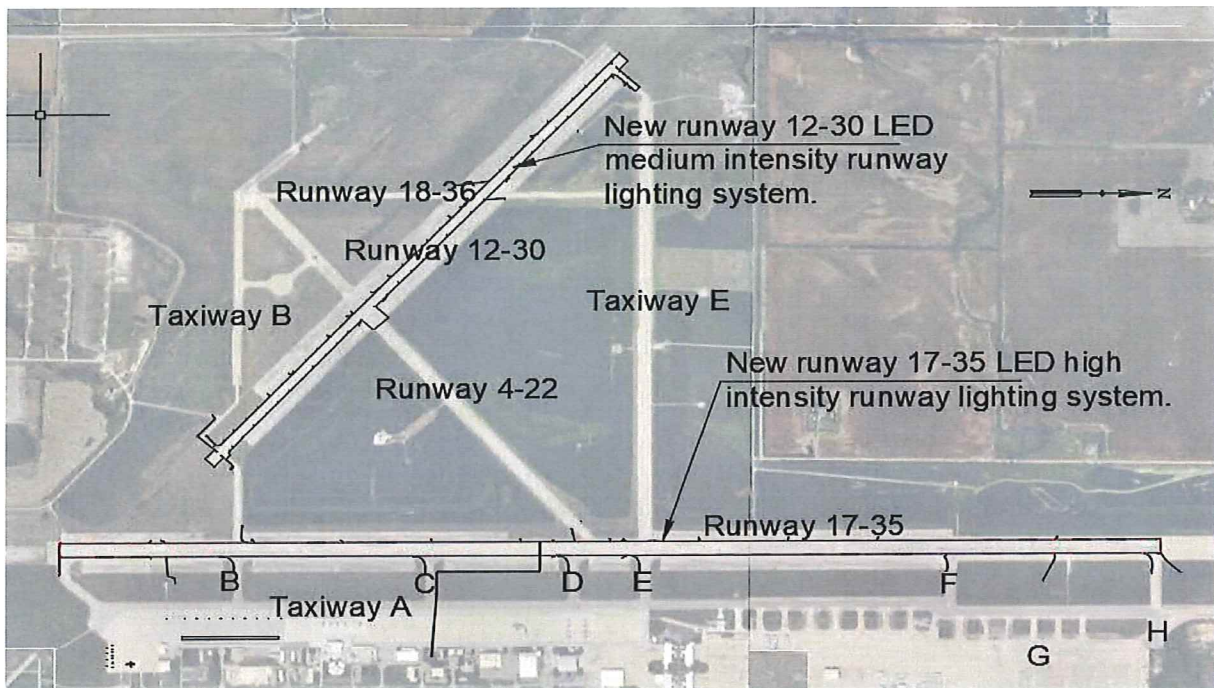 New runway 12-30 LED
medium intensity runway
lighting system.
Runway 18-36
N
Runway 12-30
Taxiway B
Taxiway E
New runway 17-35 LED high
intensity runway lighting system.
Runway 4-22
Runway 17-35
B
C
D
E
F
Taxiway A
H
G